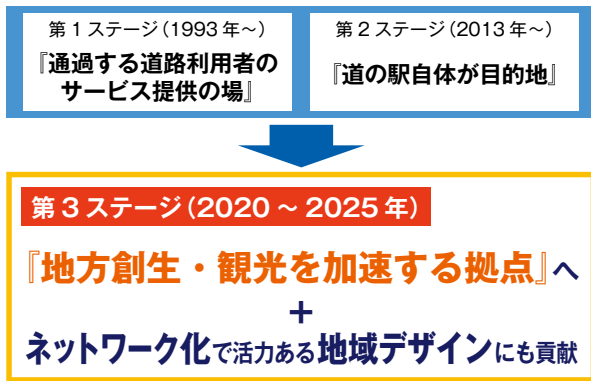 第1ステージ(1993年~)
『通過する道路利用者の
サービス提供の場』
第2ステージ(2013年~)
『道の駅自体が目的地』
第3ステージ(2020 ~ 2025年)
『地方創生・観光を加速する拠点』へ
+
ネットワーク化で活力ある地域デザインにも貢献